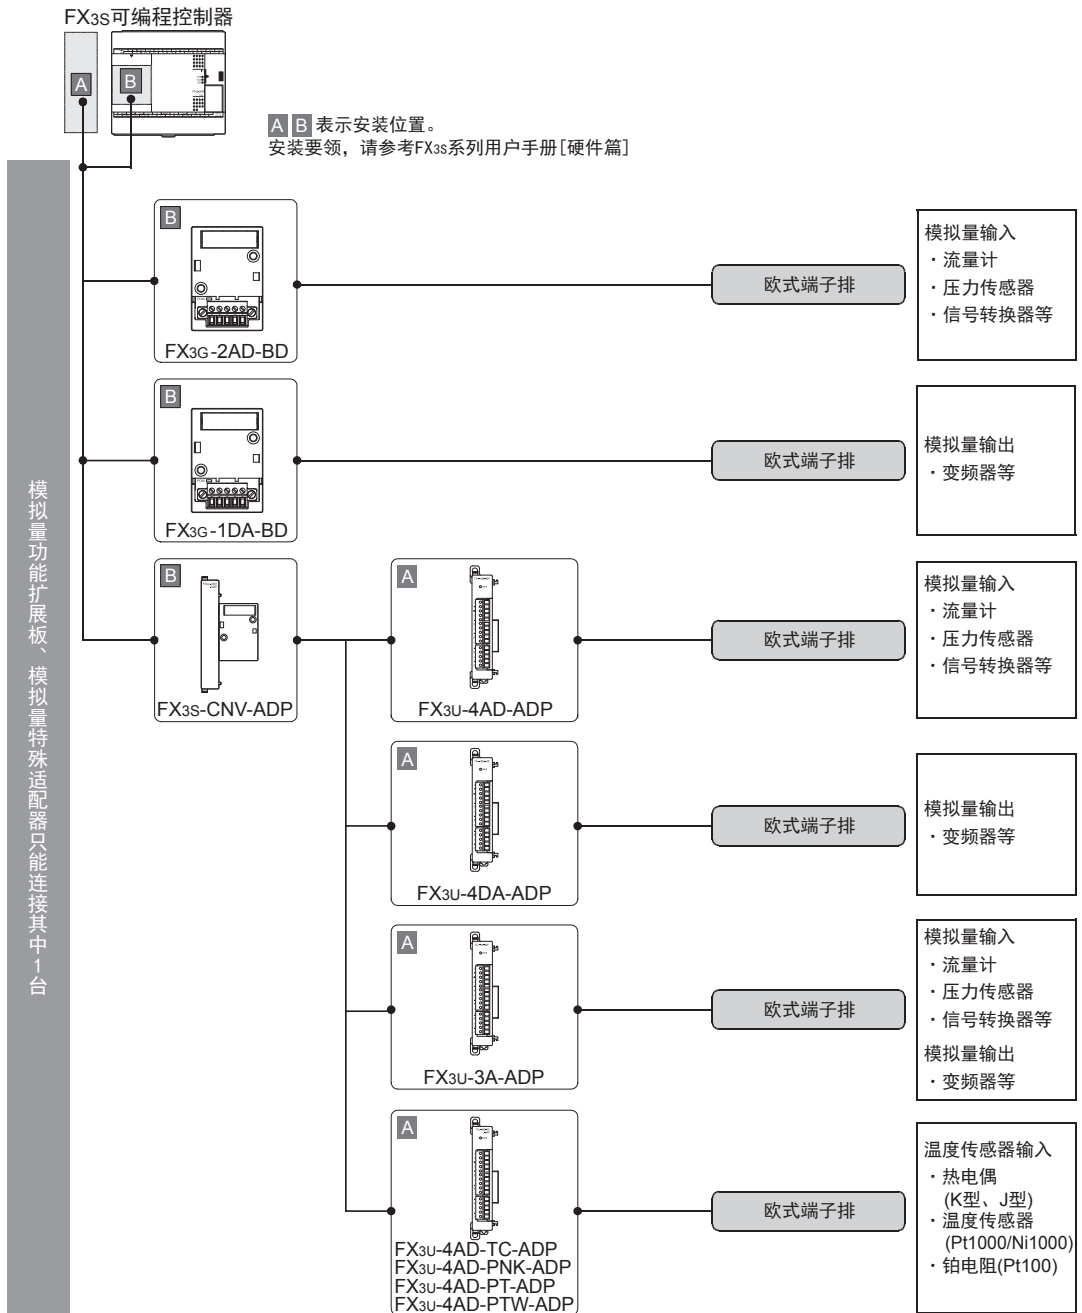 FX3S可编程控制器
A
B
A B 表示安装位置。
安装要领，请参考FX3S系列用户手册[硬件篇]
模拟量功能扩展板、模拟量特殊适配器只能连接其中1台
B
FX3G-2AD-BD
欧式端子排
模拟量输入
·流量计
·压力传感器
·信号转换器等
B
FX3G-1DA-BD
欧式端子排
模拟量输出
·变频器等
B
FX3S-CNV-ADP
A
FX3U-4AD-ADP
欧式端子排
模拟量输入
·流量计
·压力传感器
·信号转换器等
A
FX3U-4DA-ADP
欧式端子排
模拟量输出
·变频器等
A
FX3U-3A-ADP
欧式端子排
模拟量输入
·流量计
·压力传感器
·信号转换器等
模拟量输出
·变频器等
A
FX3U-4AD-TC-ADP
FX3U-4AD-PNK-ADP
FX3U-4AD-PT-ADP
FX3U-4AD-PTW-ADP
欧式端子排
温度传感器输入
·热电偶
(K型、J型)
·温度传感器
(Pt1000/Ni1000)
·铂电阻(Pt100)